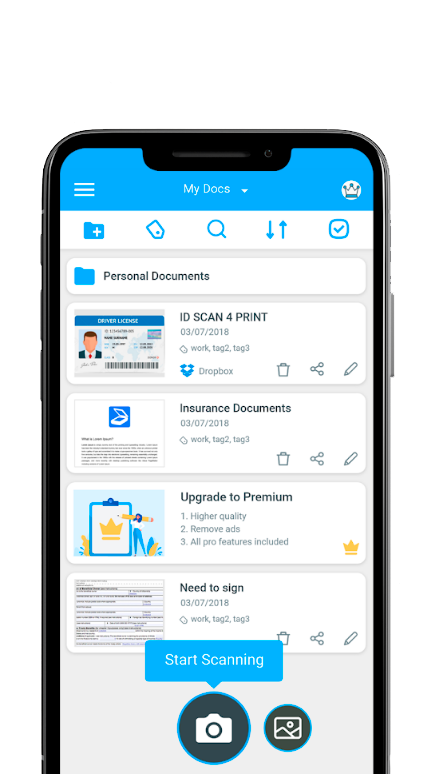 My Docs
Personal Documents
ID SCAN 4 PRINT
DRIVER LICENSE
03/07/2018
work, tag2, tag3
Dropbox
Insurance Documents
03/07/2018
What is Lorem Ipsum?
work, tag2, tag3
Upgrade to Premium
1. Higher quality
2. Remove ads
3. All pro features included
Need to sign
03/07/2018
work, tag2, tag3
Start Scanning